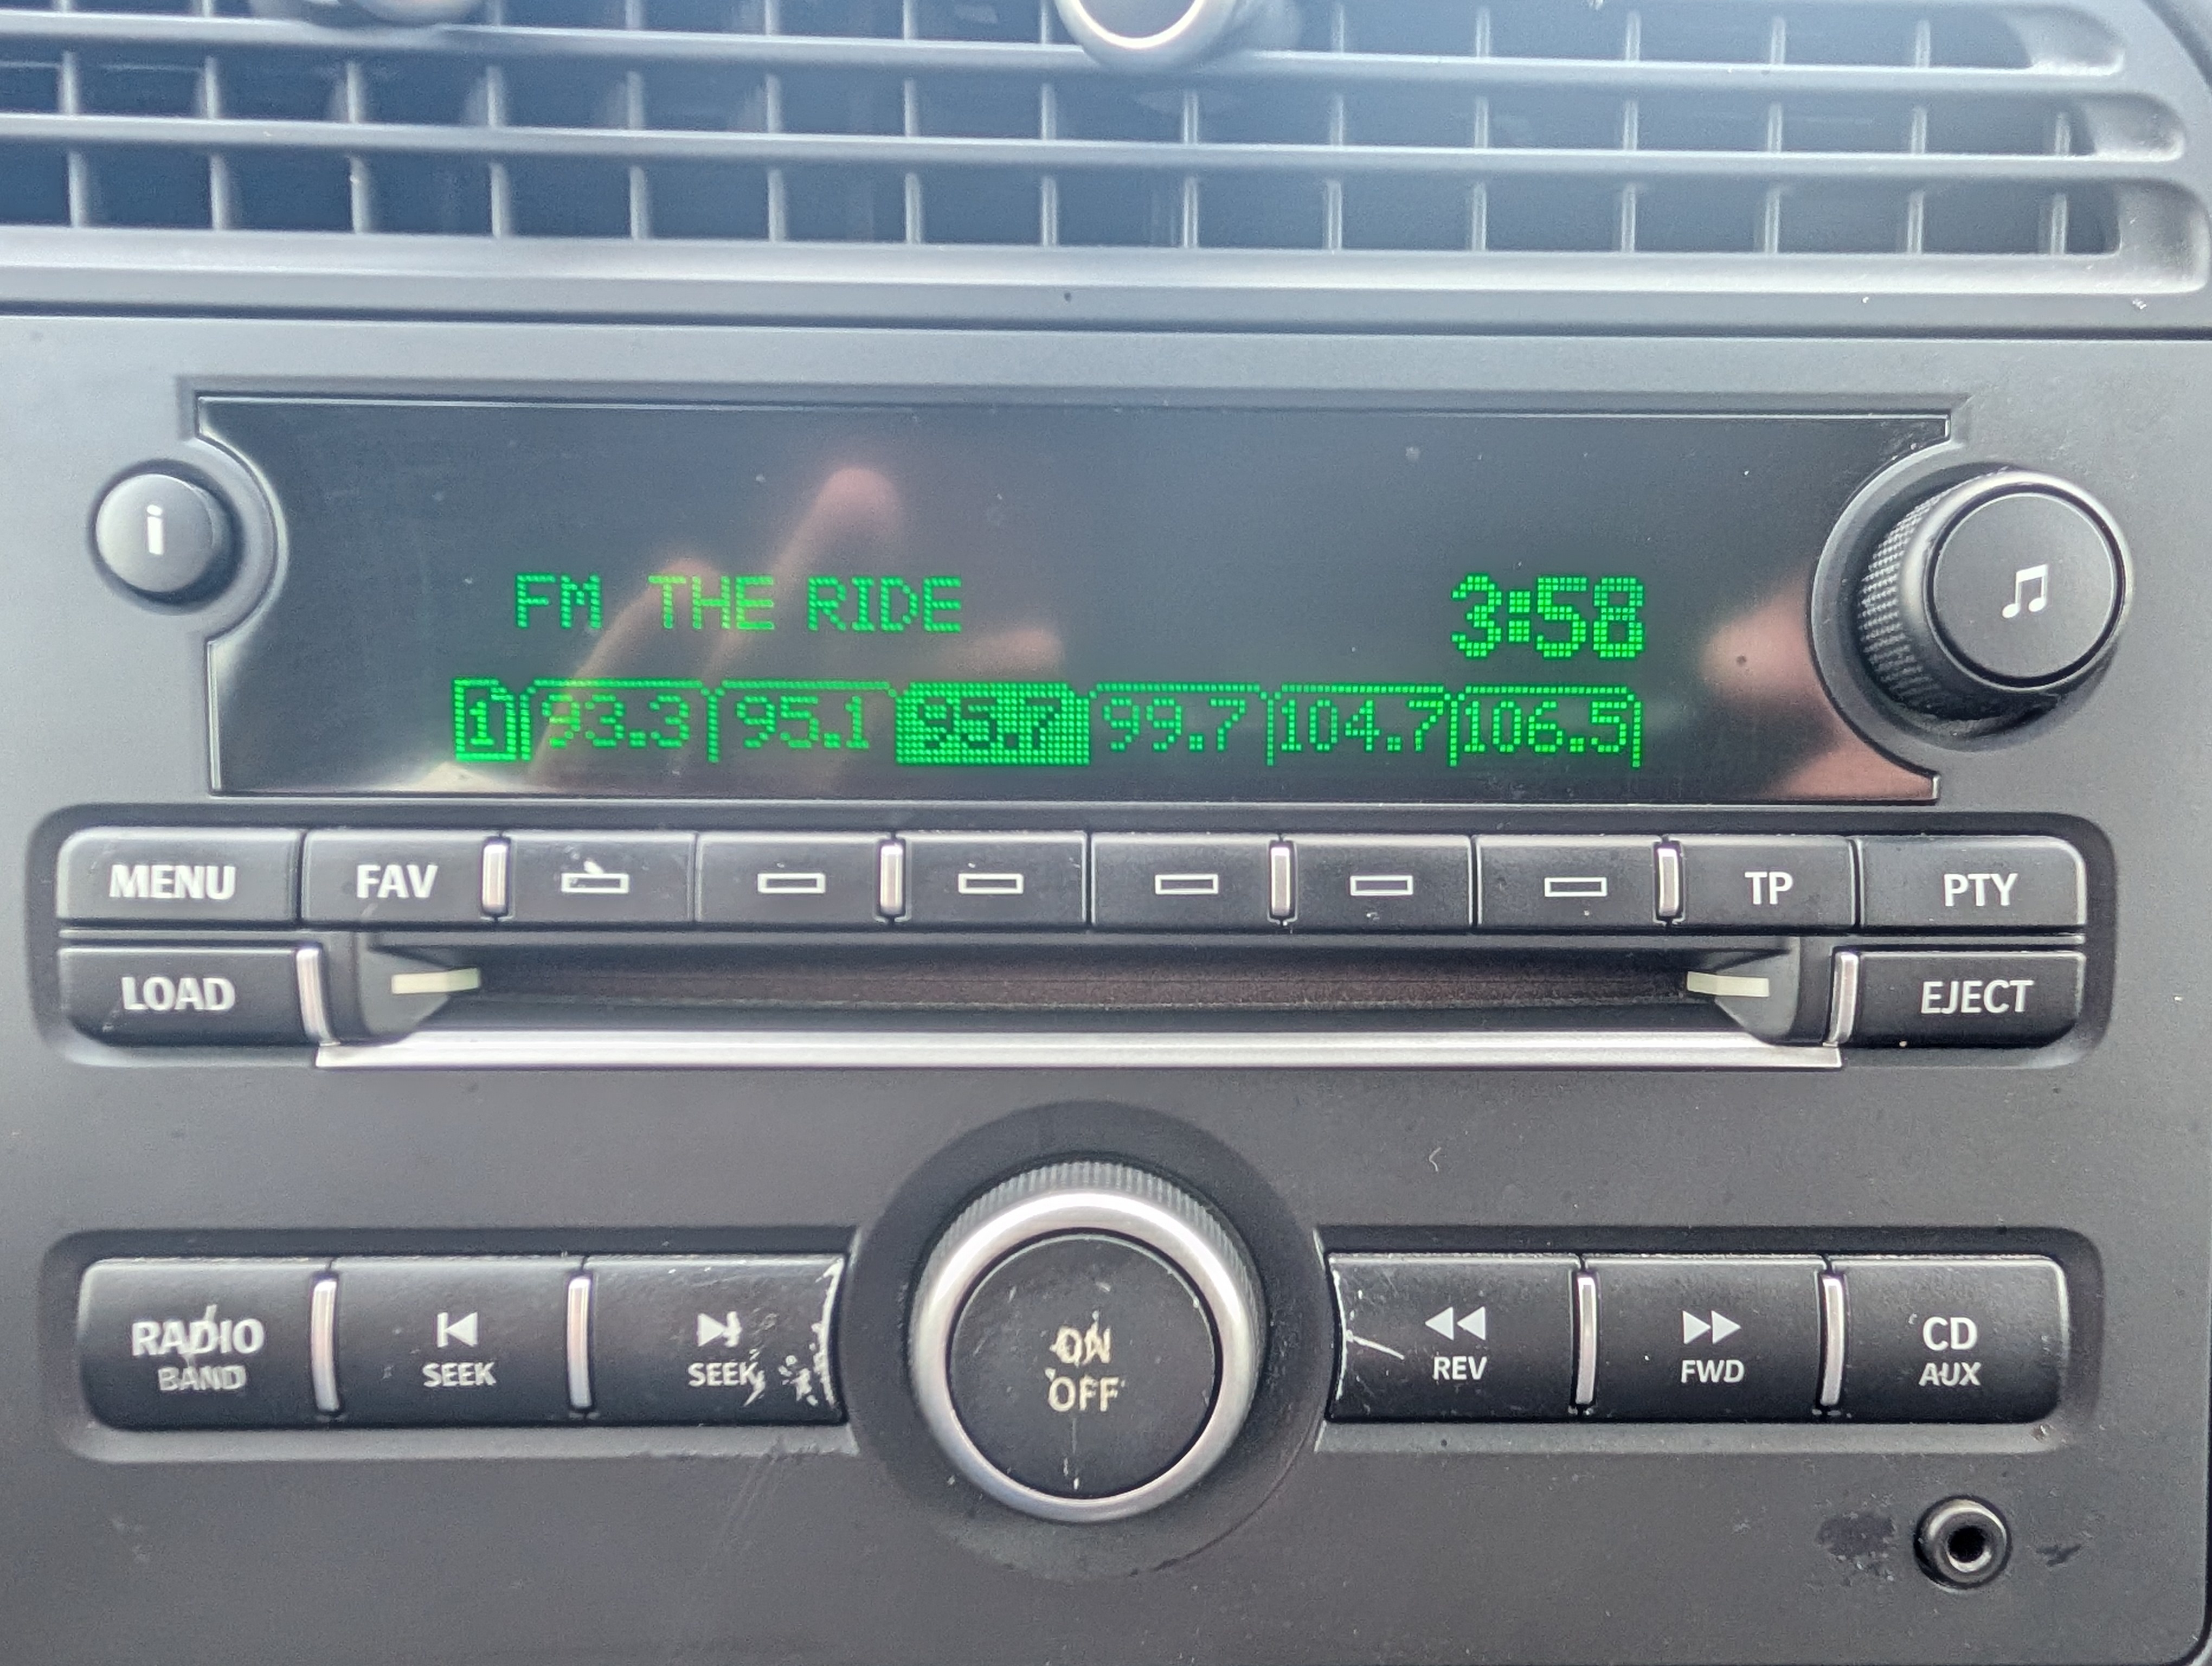 i
FM THE RIDE 3:58
1 93.3 95.1 95.7 99.7 104.7 106.5
MENU FAV TP PTY
LOAD EJECT
RADIO
BAND
SEEK
SEEK
ON
OFF
REV
FWD
CD
AUX